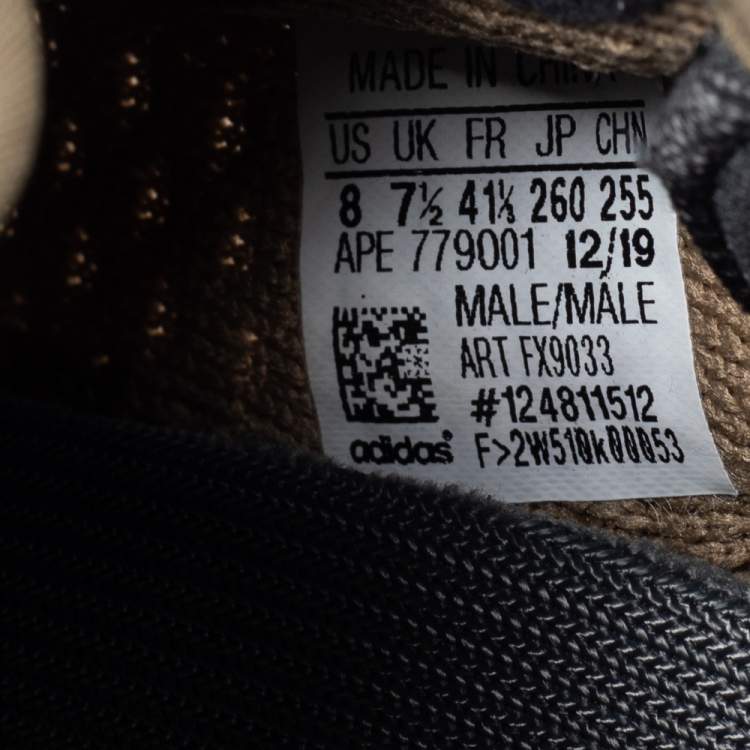 MADE IN CHINA
US UK FR JP CHN
8 7½ 41⅓ 260 255
APE 779001 12/19
MALE/MÂLE
ART FX9033
#124811512
adidas® F>2W510k00053